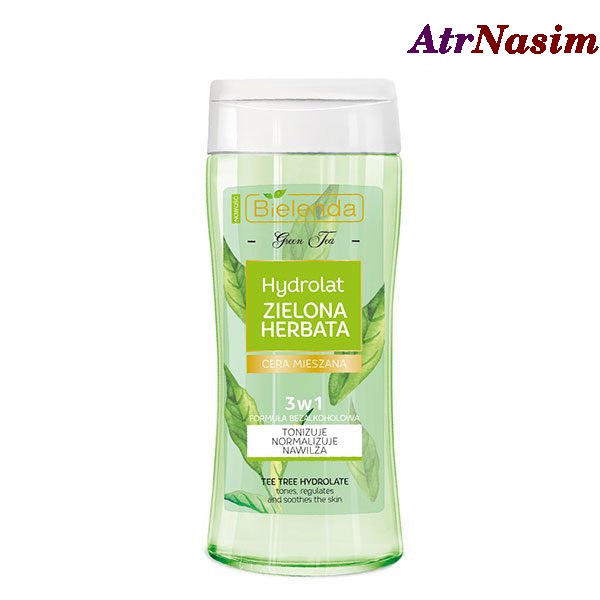 AtrNasim
NOWOŚĆ
Bielenda
Green Tea
Hydrolat
ZIELONA
HERBATA
CERA MIESZANA
3w1
FORMUŁA BEZALKOHOLOWA
TONIZUJE
NORMALIZUJE
NAWILŻA
TEE TREE HYDROLATE
tones, regulates
and soothes the skin